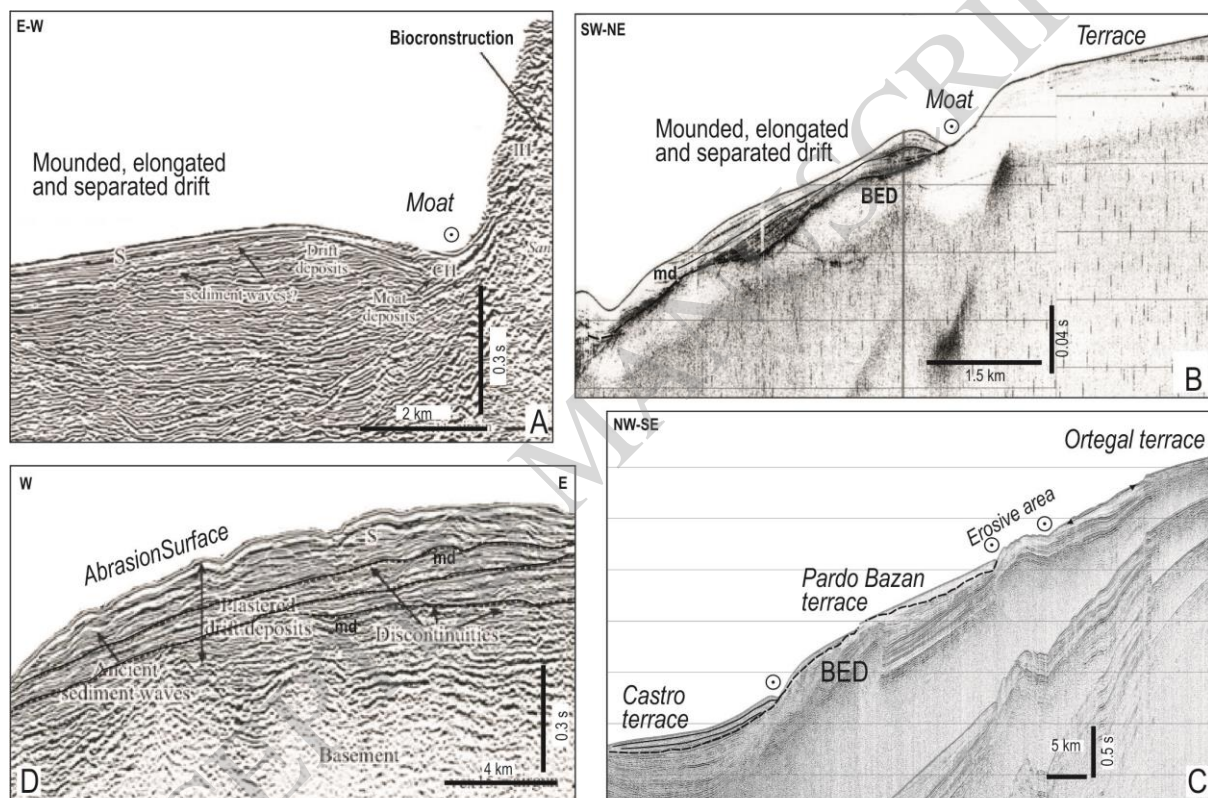 E-W
Bioconstruction
Mounded, elongated
and separated drift
Moat
III
S
Drift
deposits
sediment waves?
CH
Moat
deposits
0.3 s
2 km
A
SW-NE
Terrace
Moat
Mounded, elongated
and separated drift
BED
md
0.04 s
1.5 km
B
W
E
AbrasionSurface
S
md
Plastered
drift deposits
md
Discontinuities
Ancient
sediment waves
0.3 s
Basement
4 km
D
NW-SE
Ortegal terrace
Erosive area
Pardo Bazan
terrace
BED
Castro
terrace
5 km
0.5 s
C